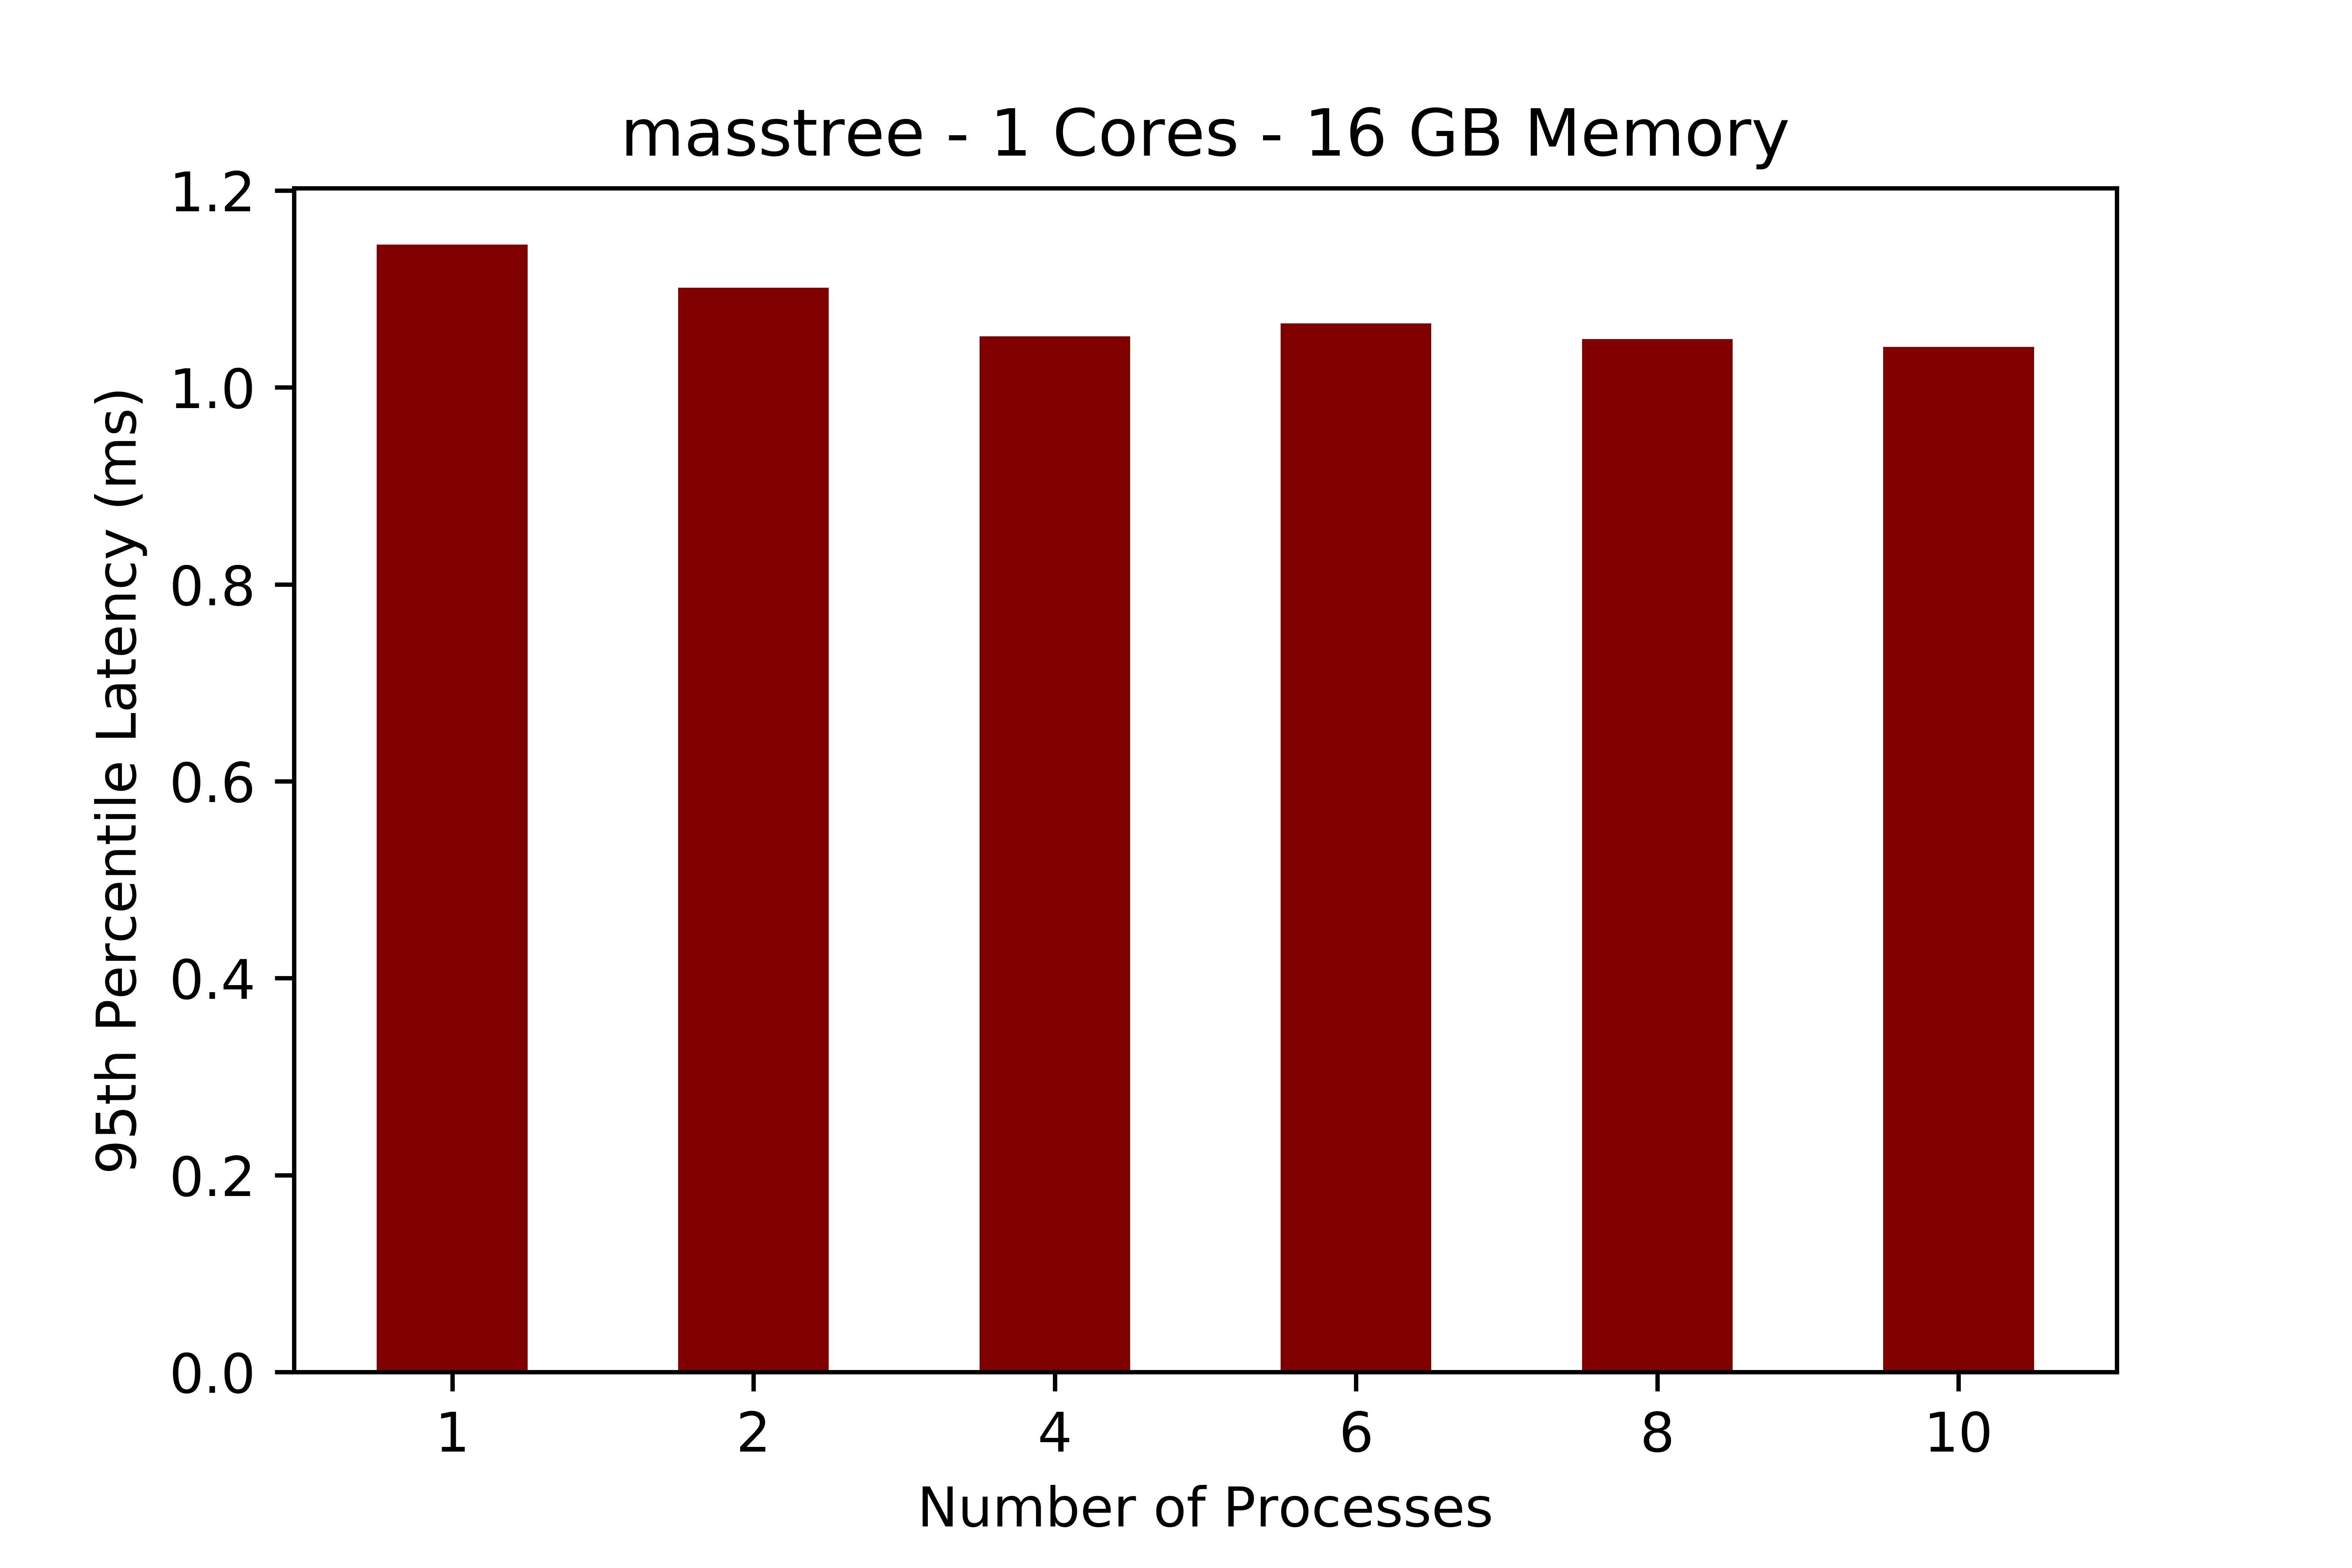 masstree - 1 Cores - 16 GB Memory
95th Percentile Latency (ms)
1.2
1.0
0.8
0.6
0.4
0.2
0.0
1 2 4 6 8 10
Number of Processes